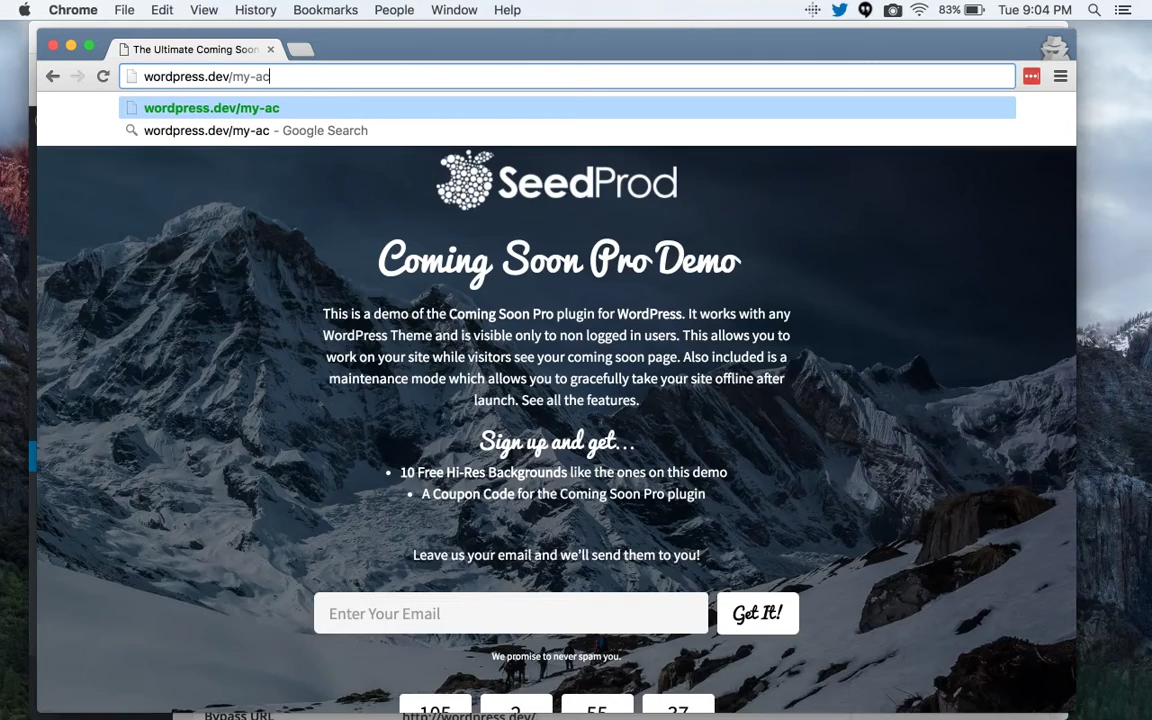 Chrome File Edit View History Bookmarks People Window Help 83% Tue 9:04 PM
The Ultimate Coming Soon
wordpress.dev/my-ac
wordpress.dev/my-ac
wordpress.dev/my-ac - Google Search
SeedProd
Coming Soon Pro Demo
This is a demo of the Coming Soon Pro plugin for WordPress. It works with any
WordPress Theme and is visible only to non logged in users. This allows you to
work on your site while visitors see your coming soon page. Also included is a
maintenance mode which allows you to gracefully take your site offline after
launch. See all the features.
Sign up and get...
• 10 Free Hi-Res Backgrounds like the ones on this demo
• A Coupon Code for the Coming Soon Pro plugin
Leave us your email and we'll send them to you!
Enter Your Email Get It!
We promise to never spam you.
105 2 55 37
Bypass URL http://wordpress.dev/